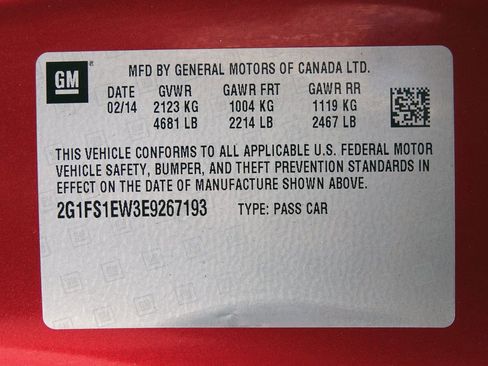 GM
MFD BY GENERAL MOTORS OF CANADA LTD.
DATE GVWR GAWR FRT GAWR RR
02/14 2123 KG 1004 KG 1119 KG
4681 LB 2214 LB 2467 LB
THIS VEHICLE CONFORMS TO ALL APPLICABLE U.S. FEDERAL MOTOR
VEHICLE SAFETY, BUMPER, AND THEFT PREVENTION STANDARDS IN
EFFECT ON THE DATE OF MANUFACTURE SHOWN ABOVE.
2G1FS1EW3E9267193 TYPE: PASS CAR